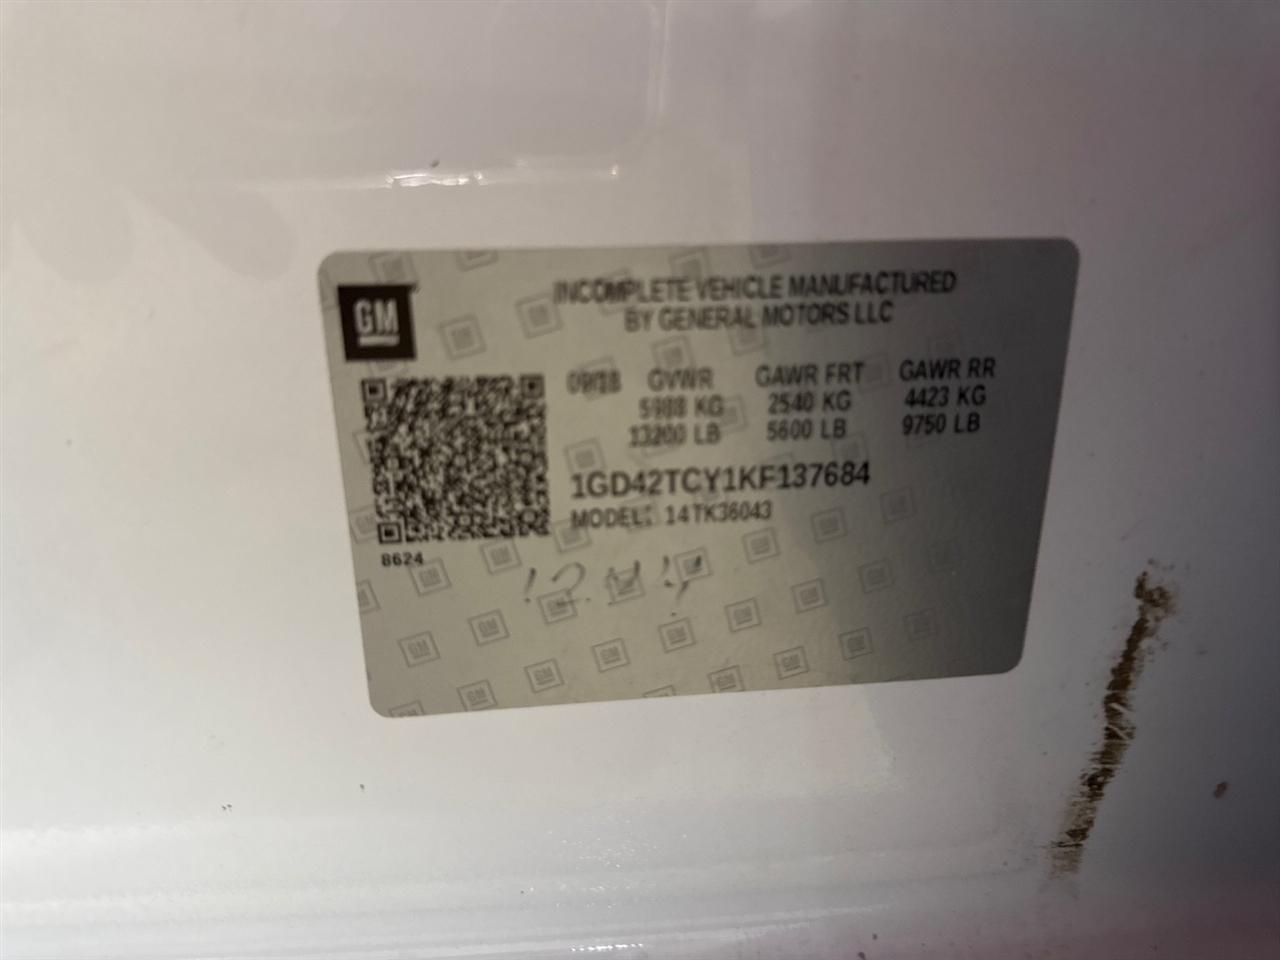 GM
INCOMPLETE VEHICLE MANUFACTURED
BY GENERAL MOTORS LLC
09/18 GVWR GAWR FRT GAWR RR
5988 KG 2540 KG 4423 KG
13200 LB 5600 LB 9750 LB
1GD42TCY1KF137684
MODEL: 14TK36043
8624